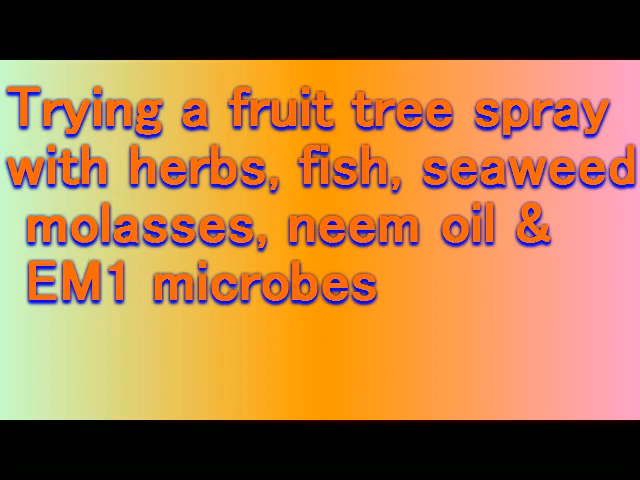 Trying a fruit tree spray
with herbs, fish, seaweed
molasses, neem oil &
EM1 microbes